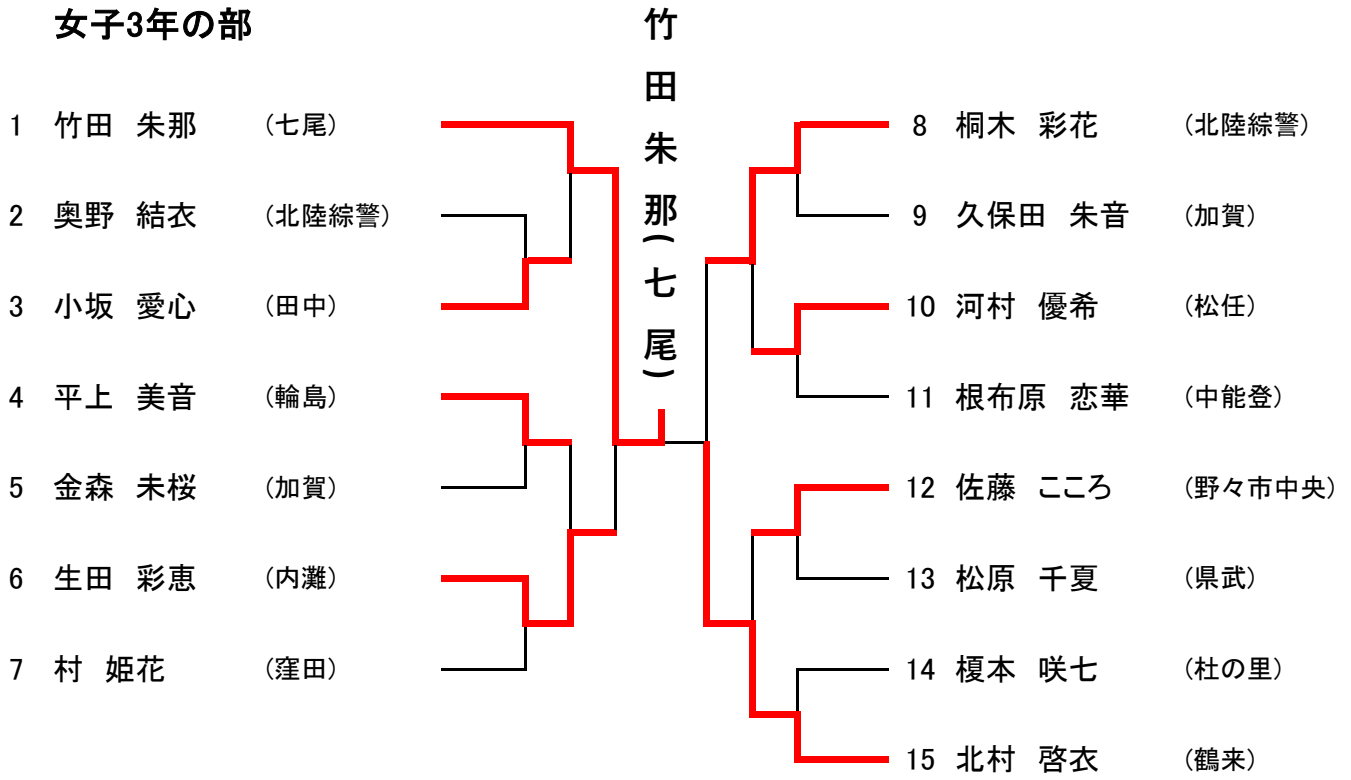 女子3年の部
竹田朱那(七尾)
1 竹田 朱那 (七尾)
2 奥野 結衣 (北陸綜警)
3 小坂 愛心 (田中)
4 平上 美音 (輪島)
5 金森 未桜 (加賀)
6 生田 彩恵 (内灘)
7 村 姫花 (窪田)
8 桐木 彩花 (北陸綜警)
9 久保田 朱音 (加賀)
10 河村 優希 (松任)
11 根布原 恋華 (中能登)
12 佐藤 こころ (野々市中央)
13 松原 千夏 (県武)
14 榎本 咲七 (杜の里)
15 北村 啓衣 (鶴来)